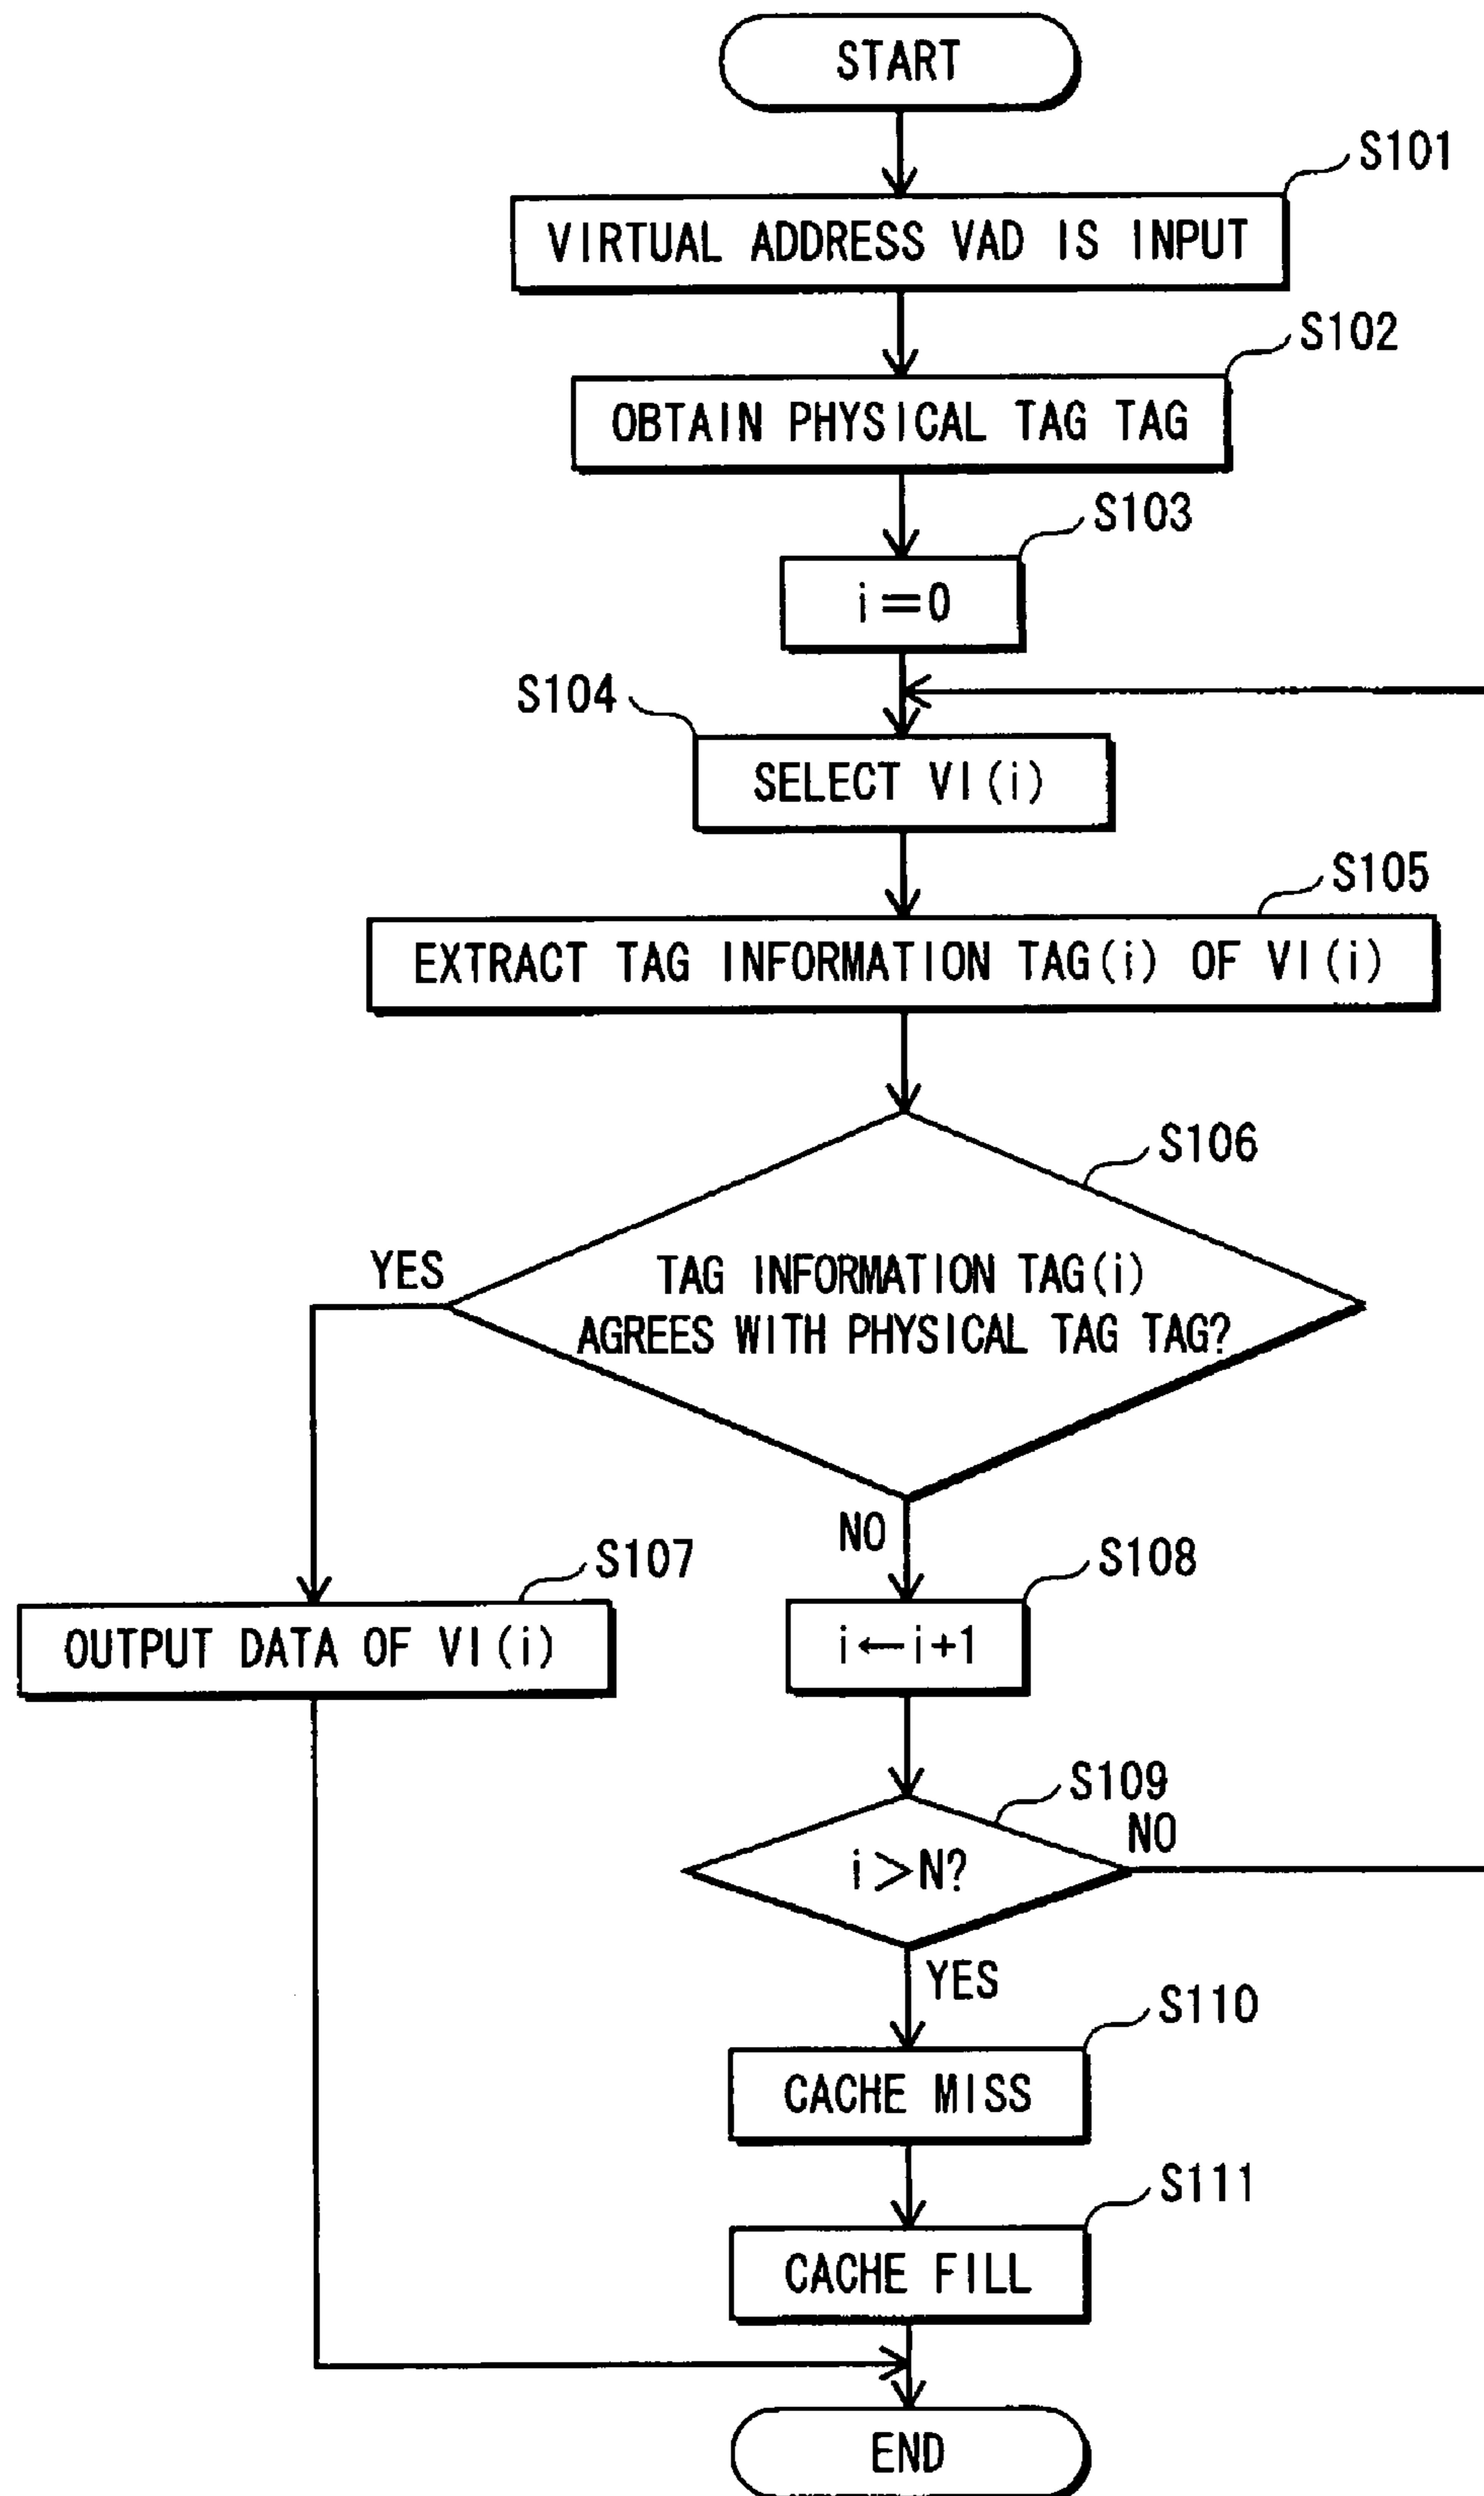 START
S101
VIRTUAL ADDRESS VAD IS INPUT
S102
OBTAIN PHYSICAL TAG TAG
S103
i=0
S104
SELECT VI(i)
S105
EXTRACT TAG INFORMATION TAG(i) OF VI(i)
S106
YES
TAG INFORMATION TAG(i)
AGREES WITH PHYSICAL TAG TAG?
NO
S107
S108
OUTPUT DATA OF VI(i)
i←i+1
S109
NO
i>N?
YES
S110
CACHE MISS
S111
CACHE FILL
END